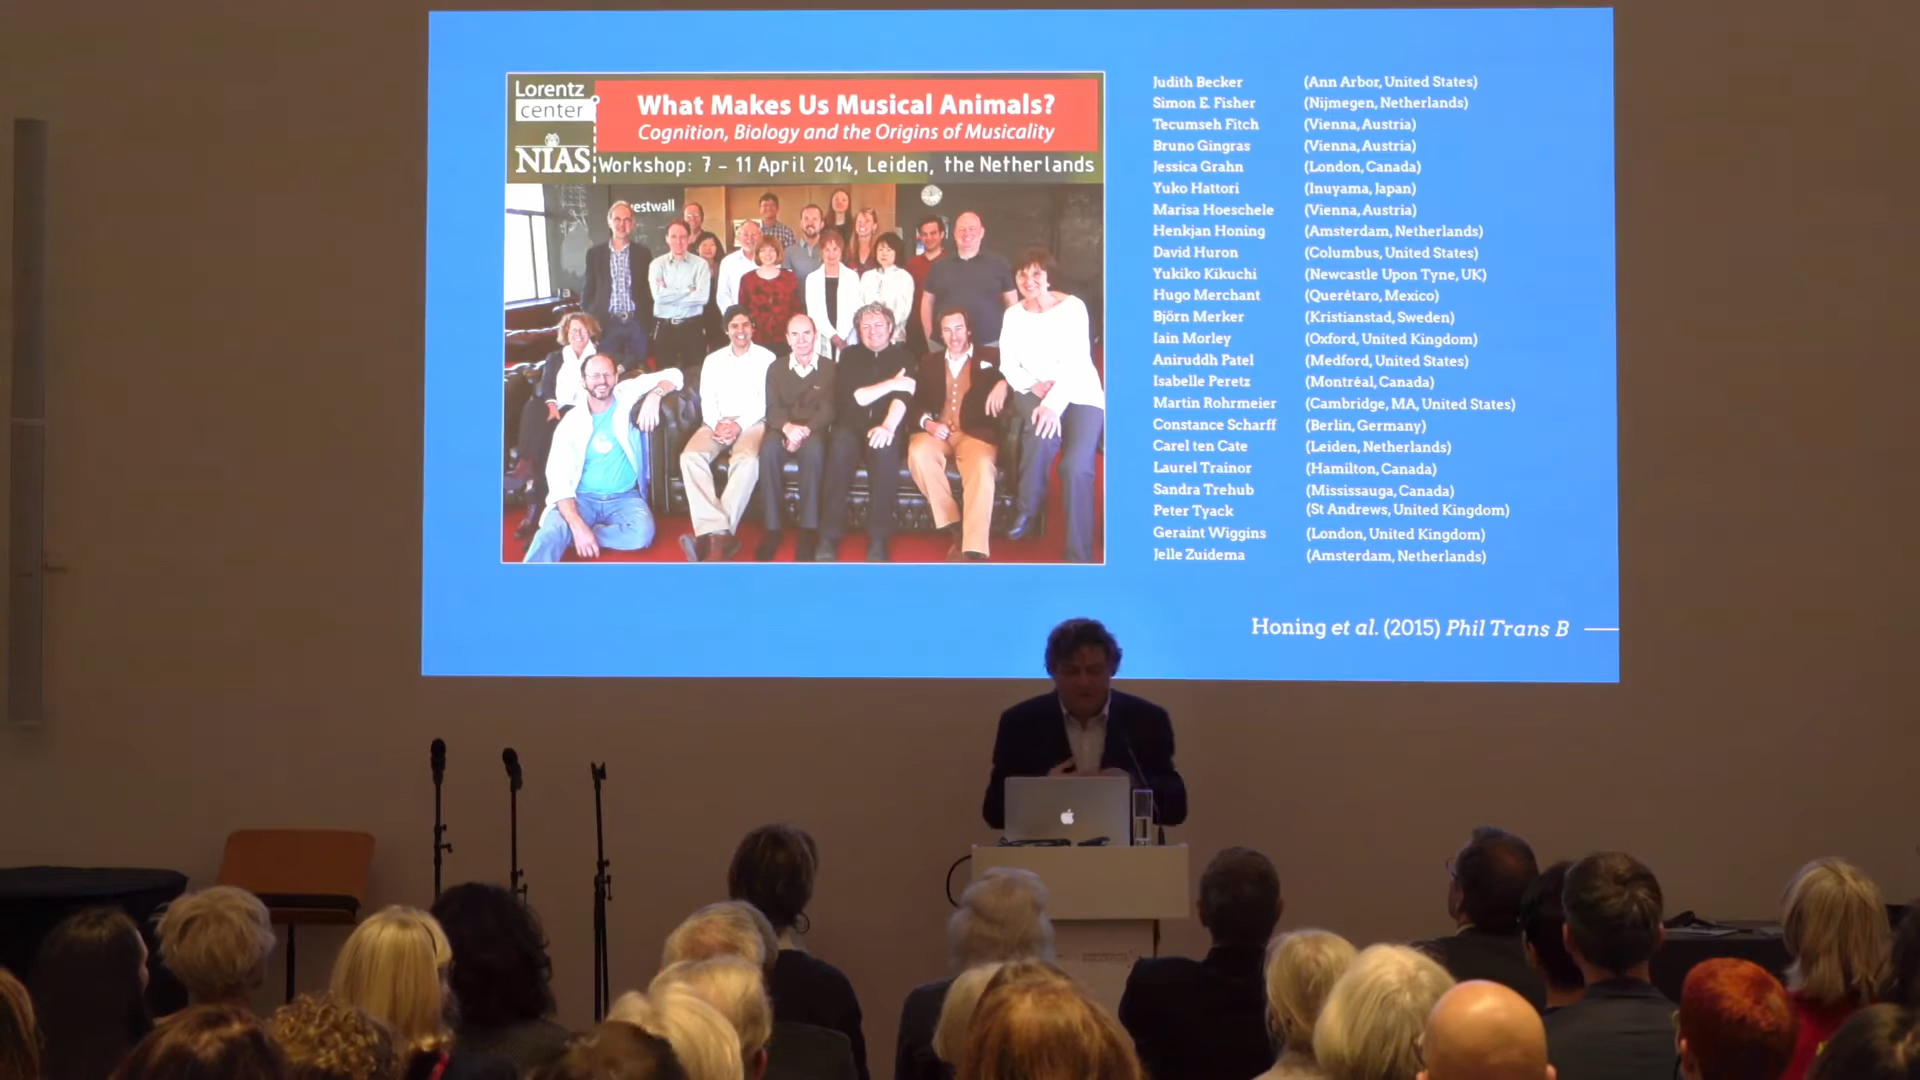 Lorentz
center
NIAS
What Makes Us Musical Animals?
Cognition, Biology and the Origins of Musicality
Workshop: 7 – 11 April 2014, Leiden, the Netherlands
estwall
Judith Becker (Ann Arbor, United States)
Simon E. Fisher (Nijmegen, Netherlands)
Tecumseh Fitch (Vienna, Austria)
Bruno Gingras (Vienna, Austria)
Jessica Grahn (London, Canada)
Yuko Hattori (Inuyama, Japan)
Marisa Hoeschele (Vienna, Austria)
Henkjan Honing (Amsterdam, Netherlands)
David Huron (Columbus, United States)
Yukiko Kikuchi (Newcastle Upon Tyne, UK)
Hugo Merchant (Querétaro, Mexico)
Björn Merker (Kristianstad, Sweden)
Iain Morley (Oxford, United Kingdom)
Aniruddh Patel (Medford, United States)
Isabelle Peretz (Montréal, Canada)
Martin Rohrmeier (Cambridge, MA, United States)
Constance Scharff (Berlin, Germany)
Carel ten Cate (Leiden, Netherlands)
Laurel Trainor (Hamilton, Canada)
Sandra Trehub (Mississauga, Canada)
Peter Tyack (St Andrews, United Kingdom)
Geraint Wiggins (London, United Kingdom)
Jelle Zuidema (Amsterdam, Netherlands)
Honing et al. (2015) Phil Trans B